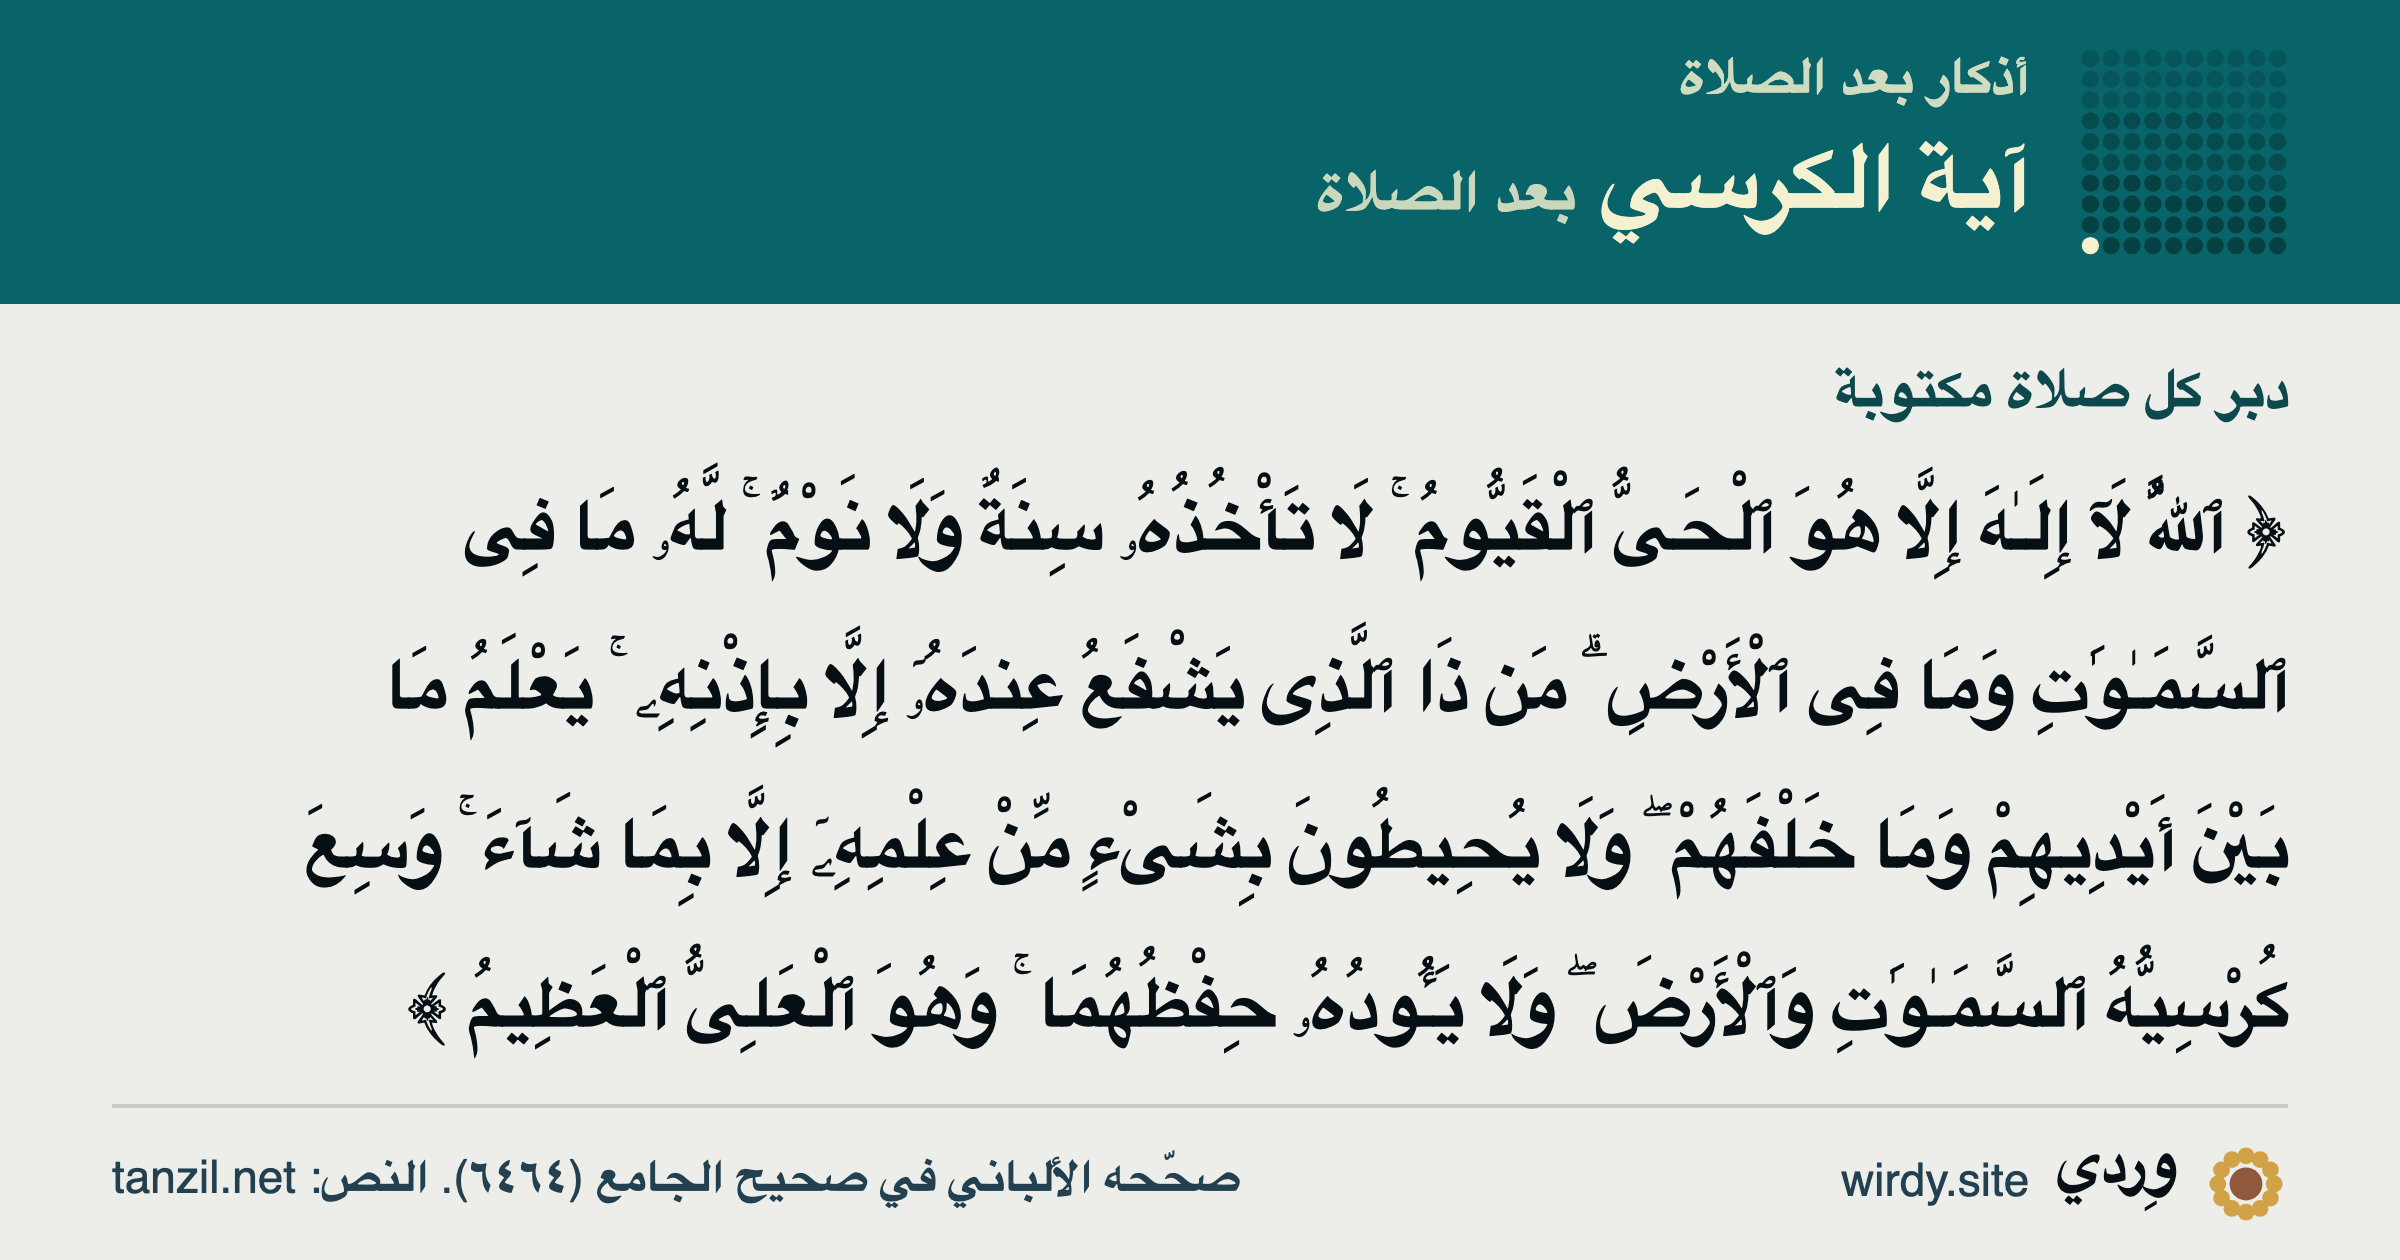 أذكار بعد الصلاة
آية الكرسي بعد الصلاة
دبر كل صلاة مكتوبة
﴿ ٱللَّهُ لَآ إِلَـٰهَ إِلَّا هُوَ ٱلْحَىُّ ٱلْقَيُّومُ ۚ لَا تَأْخُذُهُۥ سِنَةٌ وَلَا نَوْمٌ ۚ لَّهُۥ مَا فِى
ٱلسَّمَـٰوَٰتِ وَمَا فِى ٱلْأَرْضِ ۗ مَن ذَا ٱلَّذِى يَشْفَعُ عِندَهُۥٓ إِلَّا بِإِذْنِهِۦ ۚ يَعْلَمُ مَا
بَيْنَ أَيْدِيهِمْ وَمَا خَلْفَهُمْ ۖ وَلَا يُحِيطُونَ بِشَىْءٍ مِّنْ عِلْمِهِۦٓ إِلَّا بِمَا شَآءَ ۚ وَسِعَ
كُرْسِيُّهُ ٱلسَّمَـٰوَٰتِ وَٱلْأَرْضَ ۖ وَلَا يَـُٔودُهُۥ حِفْظُهُمَا ۚ وَهُوَ ٱلْعَلِىُّ ٱلْعَظِيمُ ﴾
وِردي wirdy.site
صحّحه الألباني في صحيح الجامع (٦٤٦٤). النص: tanzil.net